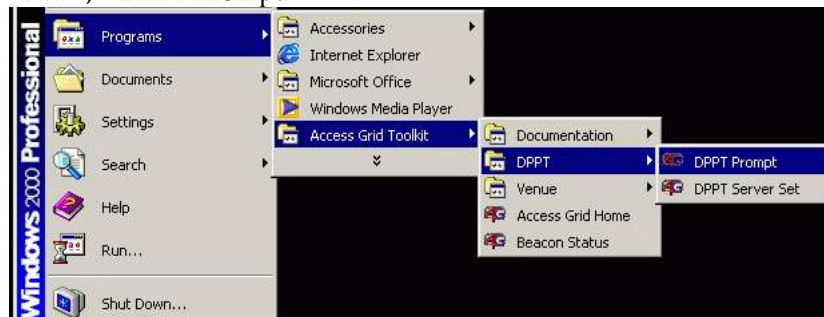 Windows 2000 Professional
Programs
Documents
Settings
Search
Help
Run...
Shut Down...
Accessories
Internet Explorer
Microsoft Office
Windows Media Player
Access Grid Toolkit
Documentation
DPPT
Venue
Access Grid Home
Beacon Status
DPPT Prompt
DPPT Server Set